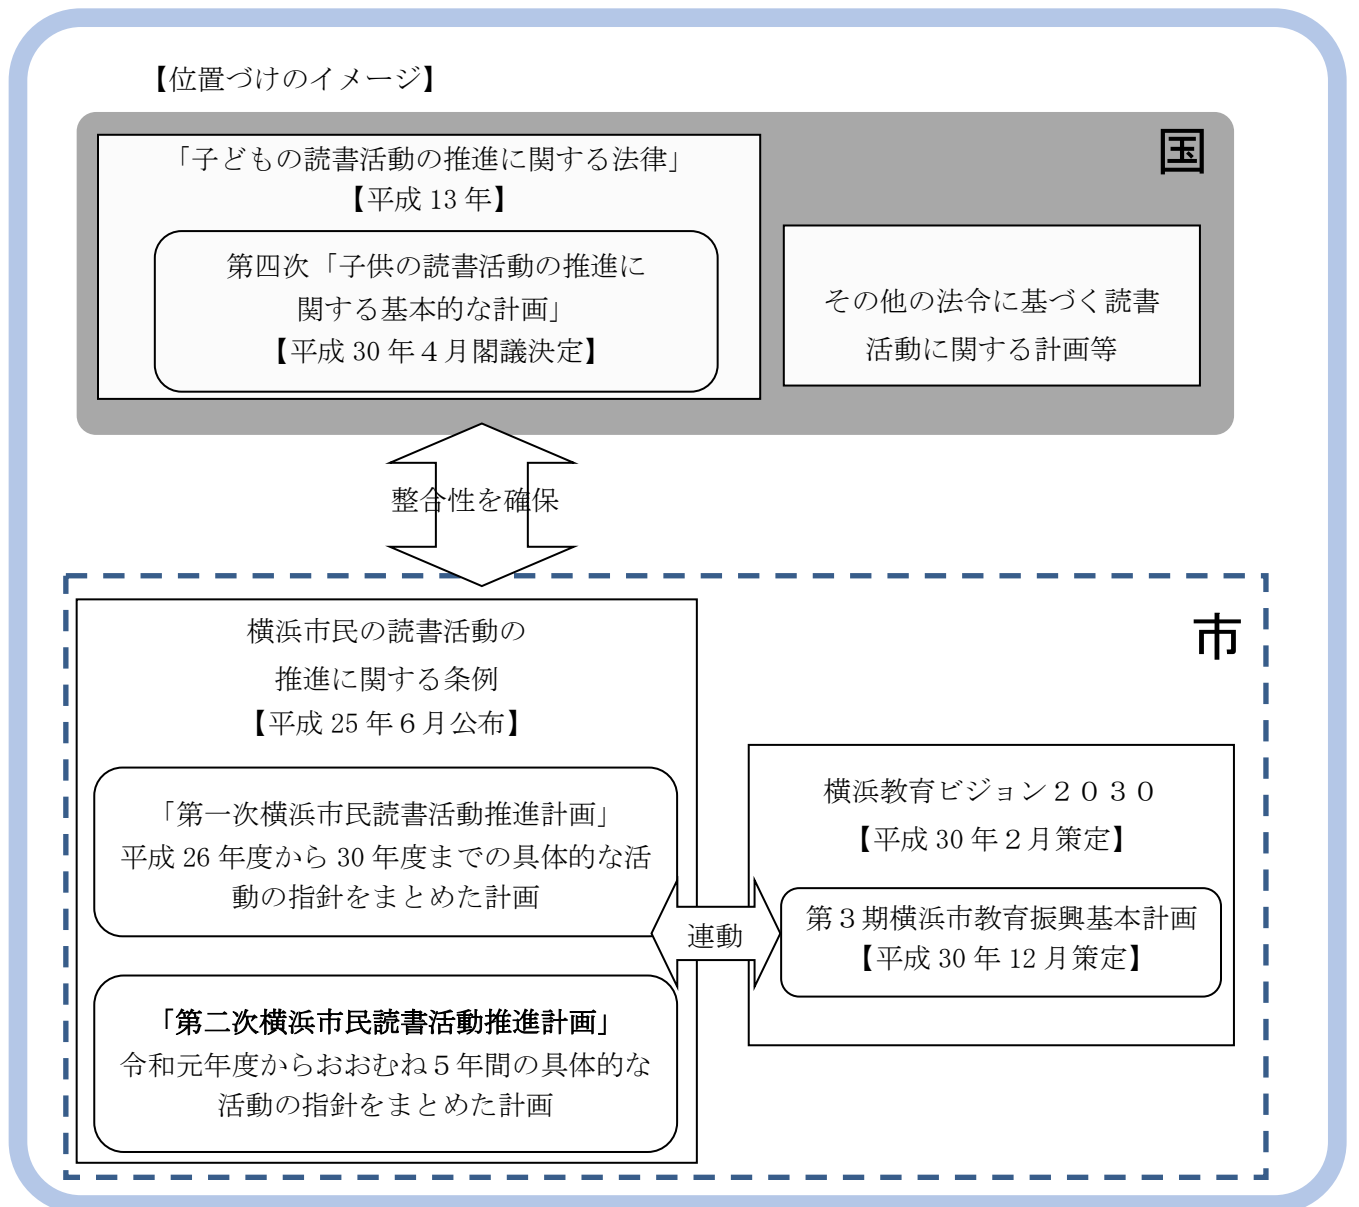 【位置づけのイメージ】
国
「子どもの読書活動の推進に関する法律」
【平成 13 年】
第四次「子供の読書活動の推進に
関する基本的な計画」
【平成 30 年４月閣議決定】
その他の法令に基づく読書
活動に関する計画等
整合性を確保
市
横浜市民の読書活動の
推進に関する条例
【平成 25 年６月公布】
「第一次横浜市民読書活動推進計画」
平成 26 年度から 30 年度までの具体的な活
動の指針をまとめた計画
「第二次横浜市民読書活動推進計画」
令和元年度からおおむね５年間の具体的な
活動の指針をまとめた計画
連動
横浜教育ビジョン２０３０
【平成 30 年２月策定】
第３期横浜市教育振興基本計画
【平成 30 年 12 月策定】